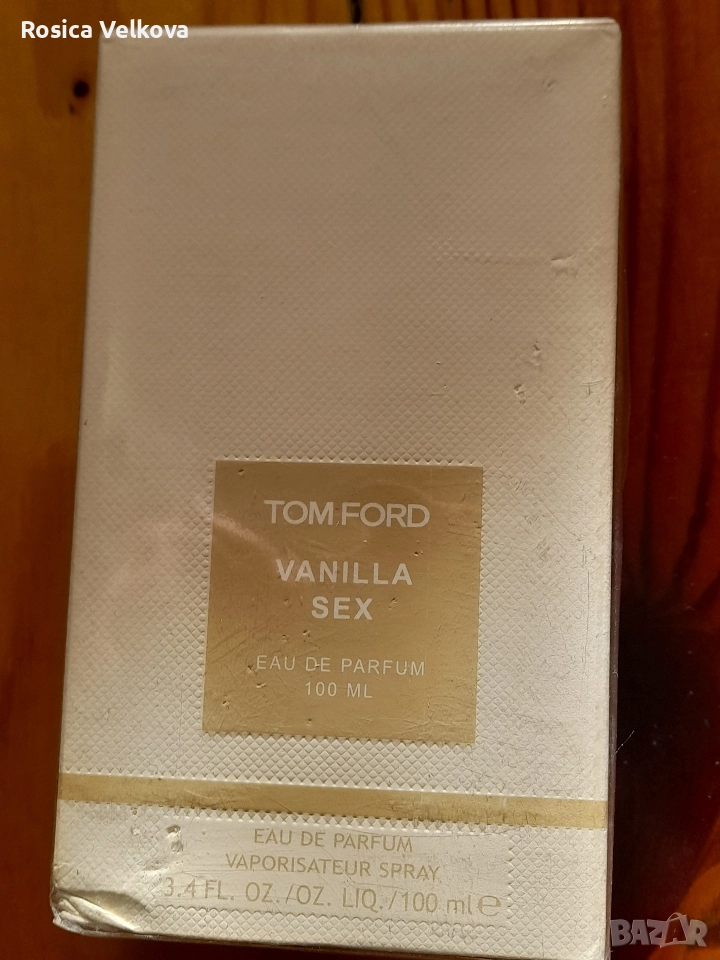 Rosica Velkova
TOM FORD
VANILLA
SEX
EAU DE PARFUM
100 ML
EAU DE PARFUM
VAPORISATEUR SPRAY
3.4 FL. OZ./OZ. LIQ./100 ml ℮
BAZAR